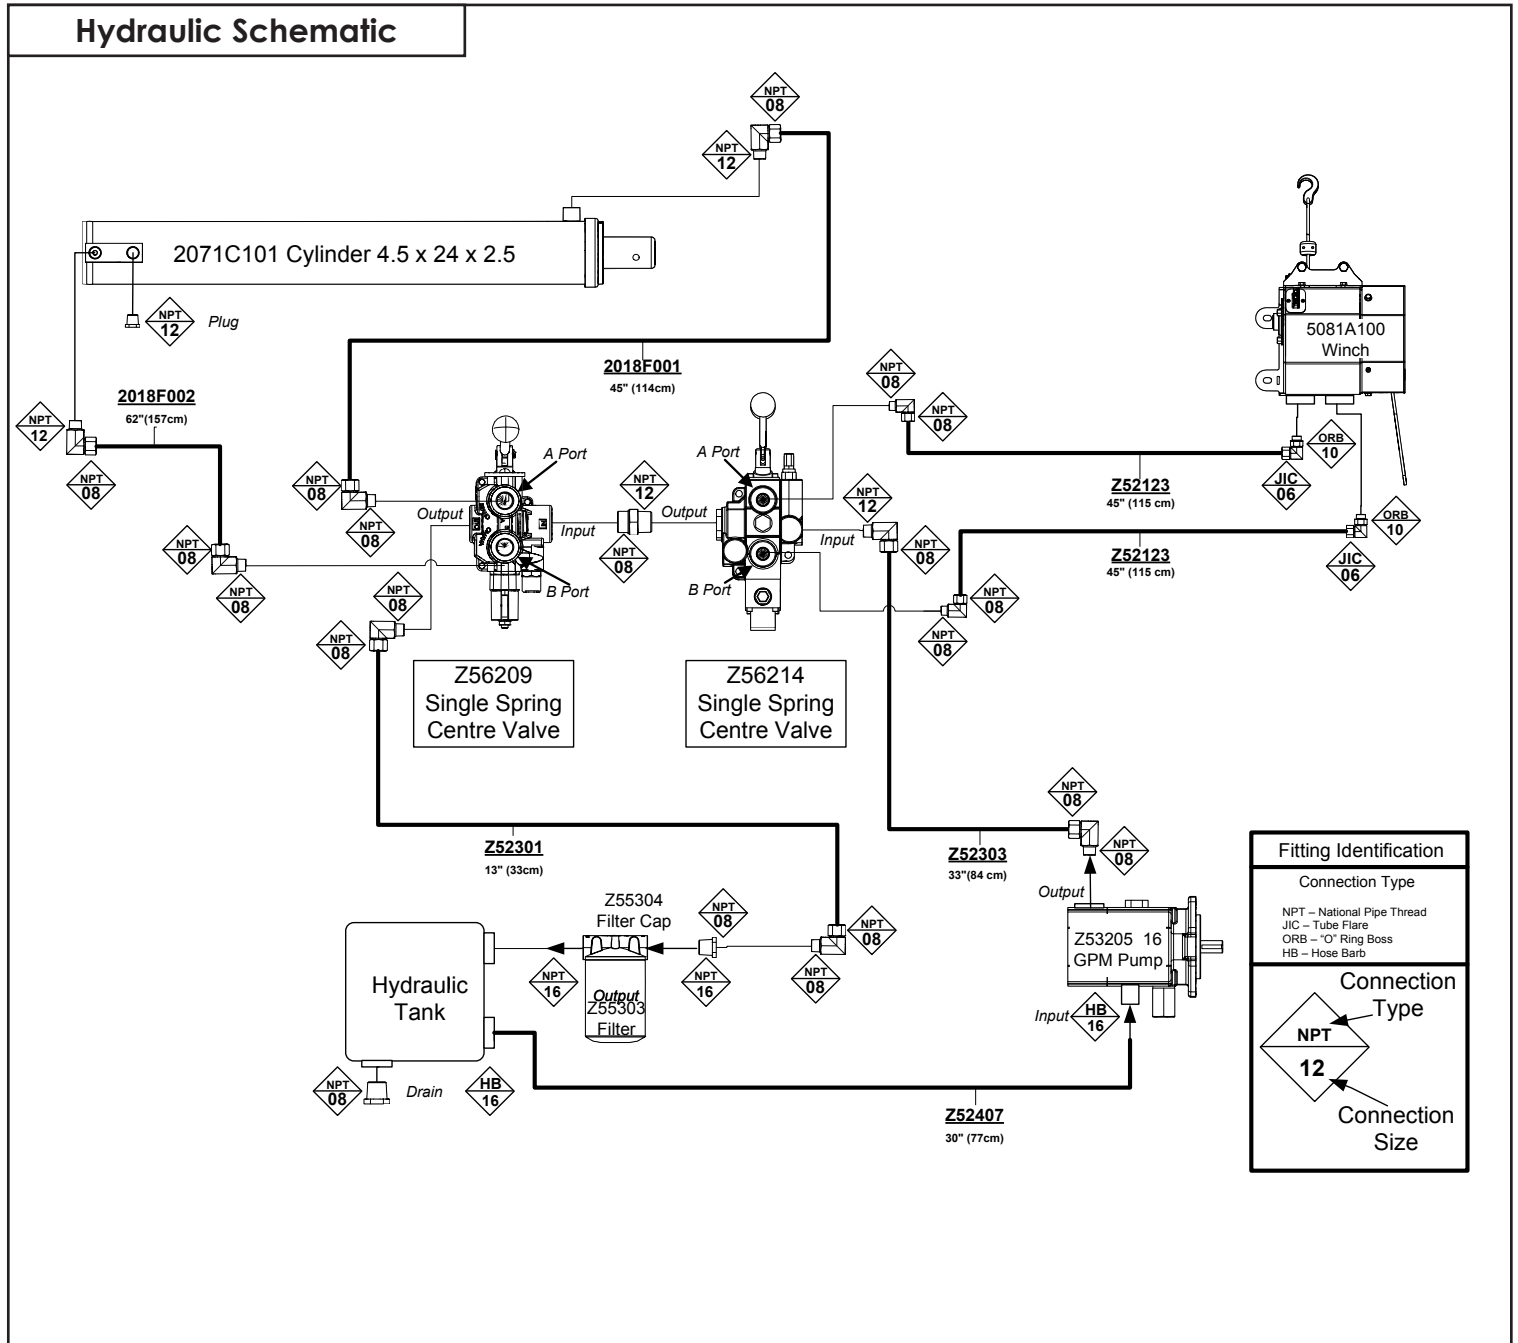 Hydraulic Schematic
NPT
08
NPT
12
2071C101 Cylinder 4.5 x 24 x 2.5
NPT
12
Plug
5081A100
Winch
2018F001
45" (114cm)
2018F002
62"(157cm)
NPT
12
NPT
08
NPT
08
NPT
08
NPT
08
NPT
08
A Port
Output
Input
B Port
NPT
12
NPT
08
A Port
Output
Input
B Port
NPT
08
NPT
08
NPT
12
NPT
08
Z52123
45" (115 cm)
ORB
10
JIC
06
Z52123
45" (115 cm)
ORB
10
JIC
06
NPT
08
NPT
08
NPT
08
NPT
08
Z56209
Single Spring
Centre Valve
Z56214
Single Spring
Centre Valve
Z52301
13" (33cm)
Z52303
33"(84 cm)
NPT
08
NPT
08
Output
Z53205 16
GPM Pump
Input
HB
16
Z55304
Filter Cap
NPT
08
NPT
16
NPT
08
NPT
08
NPT
16
Output
Z55303
Filter
Hydraulic
Tank
NPT
08
Drain
HB
16
Z52407
30" (77cm)
Fitting Identification
Connection Type
NPT – National Pipe Thread
JIC – Tube Flare
ORB – “O” Ring Boss
HB – Hose Barb
Connection
Type
NPT
12
Connection
Size